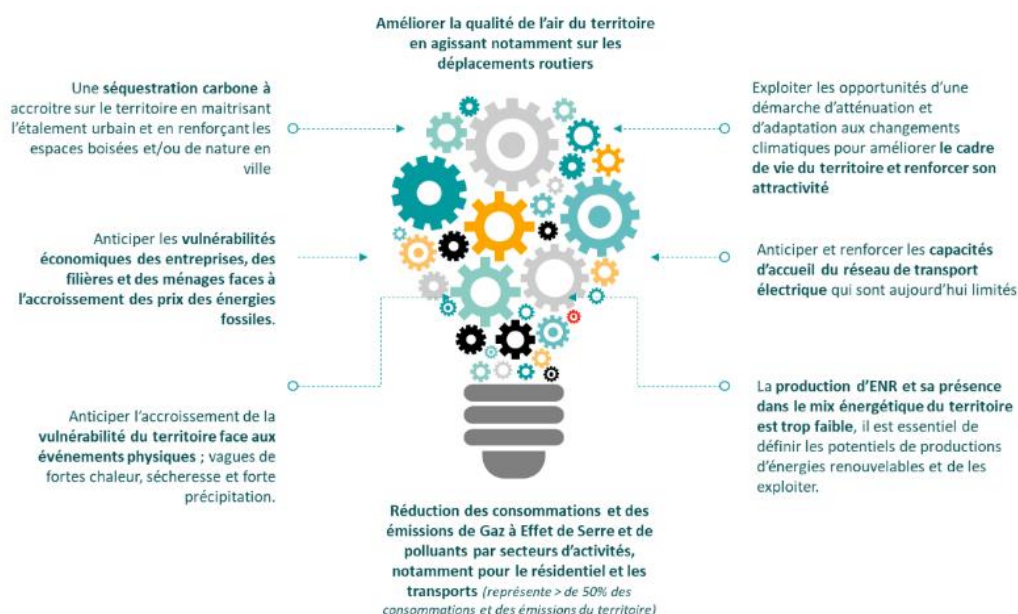 Améliorer la qualité de l'air du territoire
en agissant notamment sur les
déplacements routiers
Une séquestration carbone à
accroitre sur le territoire en maitrisant
l'étalement urbain et en renforçant les
espaces boisées et/ou de nature en
ville
Exploiter les opportunités d'une
démarche d'atténuation et
d'adaptation aux changements
climatiques pour améliorer le cadre
de vie du territoire et renforcer son
attractivité
Anticiper les vulnérabilités
économiques des entreprises, des
filières et des ménages faces à
l'accroissement des prix des énergies
fossiles.
Anticiper et renforcer les capacités
d'accueil du réseau de transport
électrique qui sont aujourd'hui limités
Anticiper l'accroissement de la
vulnérabilité du territoire face aux
événements physiques ; vagues de
fortes chaleur, sécheresse et forte
précipitation.
La production d'ENR et sa présence
dans le mix énergétique du territoire
est trop faible, il est essentiel de
définir les potentiels de productions
d'énergies renouvelables et de les
exploiter.
Réduction des consommations et des
émissions de Gaz à Effet de Serre et de
polluants par secteurs d'activités,
notamment pour le résidentiel et les
transports (représente > de 50% des
consommations et des émissions du territoire)